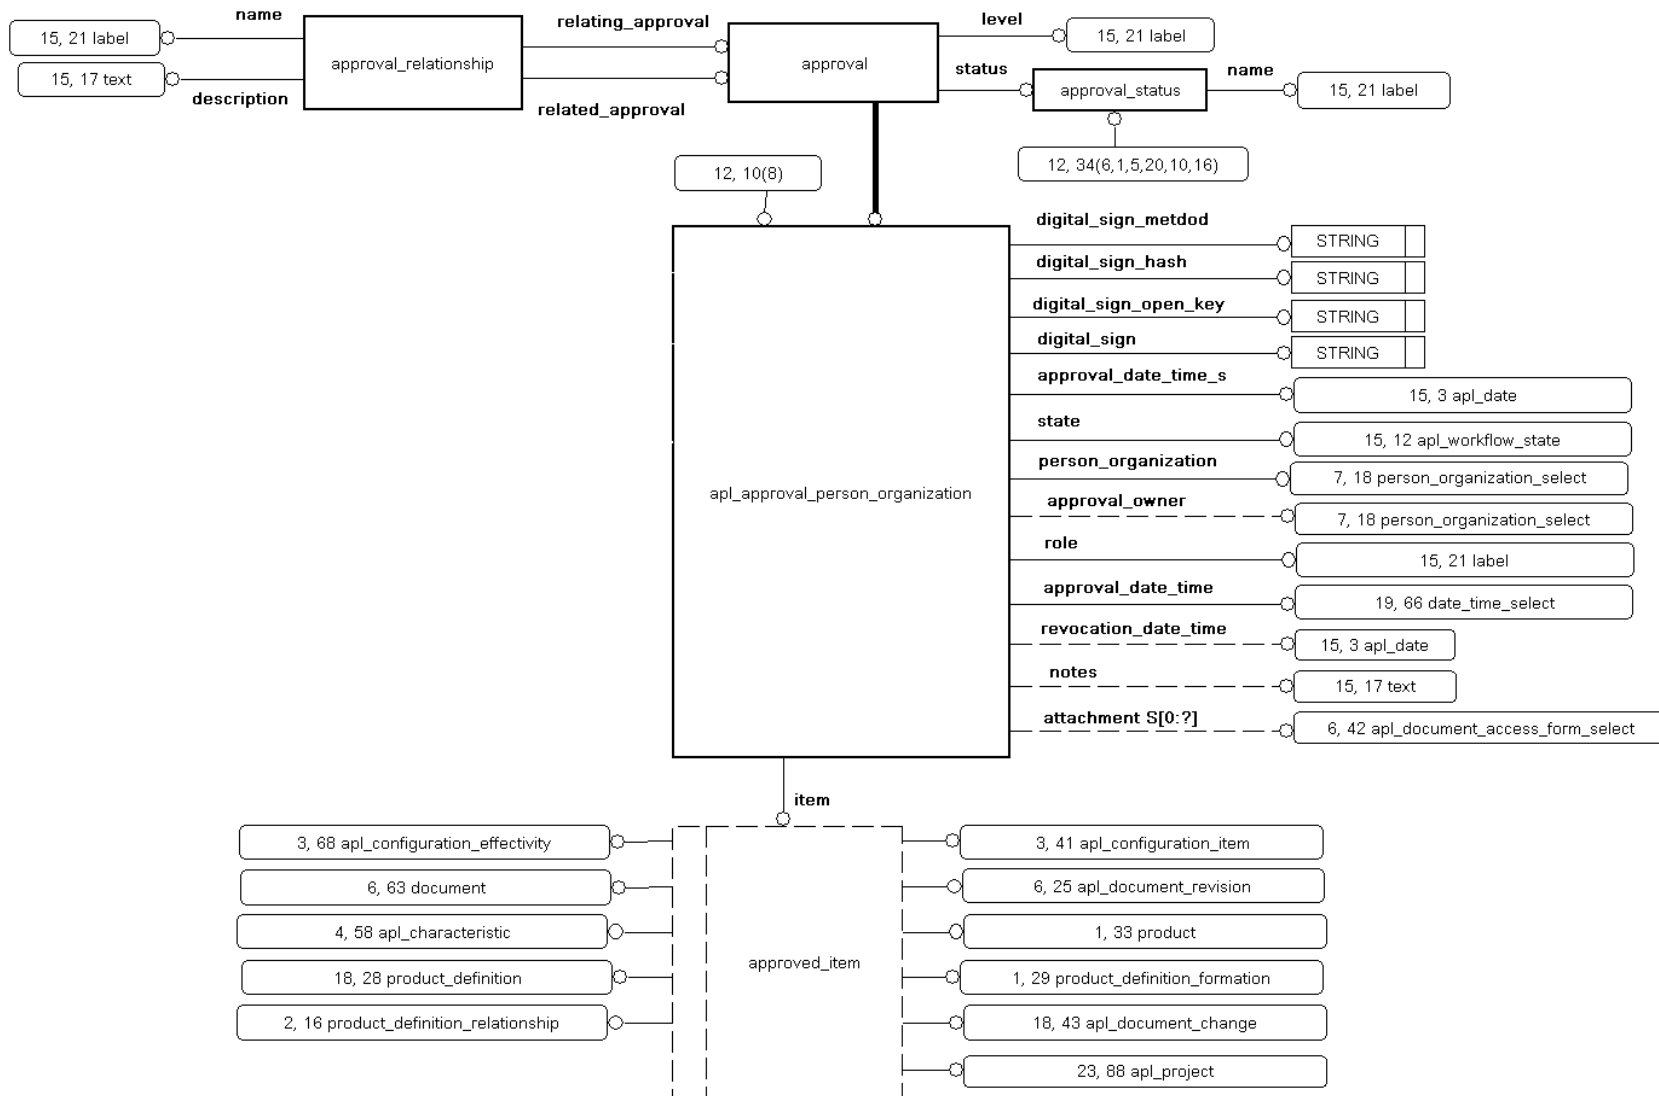 name
relating_approval
level
15, 21 label
approval_relationship
approval
15, 21 label
15, 17 text
description
related_approval
status
approval_status
name
15, 21 label
12, 34(6,1,5,20,10,16)
12, 10(8)
apl_approval_person_organization
digital_sign_metdod
STRING
digital_sign_hash
STRING
digital_sign_open_key
STRING
digital_sign
STRING
approval_date_time_s
15, 3 apl_date
state
15, 12 apl_workflow_state
person_organization
7, 18 person_organization_select
approval_owner
7, 18 person_organization_select
role
15, 21 label
approval_date_time
19, 66 date_time_select
revocation_date_time
15, 3 apl_date
notes
15, 17 text
attachment S[0:?]
6, 42 apl_document_access_form_select
item
3, 68 apl_configuration_effectivity
3, 41 apl_configuration_item
6, 63 document
6, 25 apl_document_revision
4, 58 apl_characteristic
1, 33 product
approved_item
18, 28 product_definition
1, 29 product_definition_formation
2, 16 product_definition_relationship
18, 43 apl_document_change
23, 88 apl_project